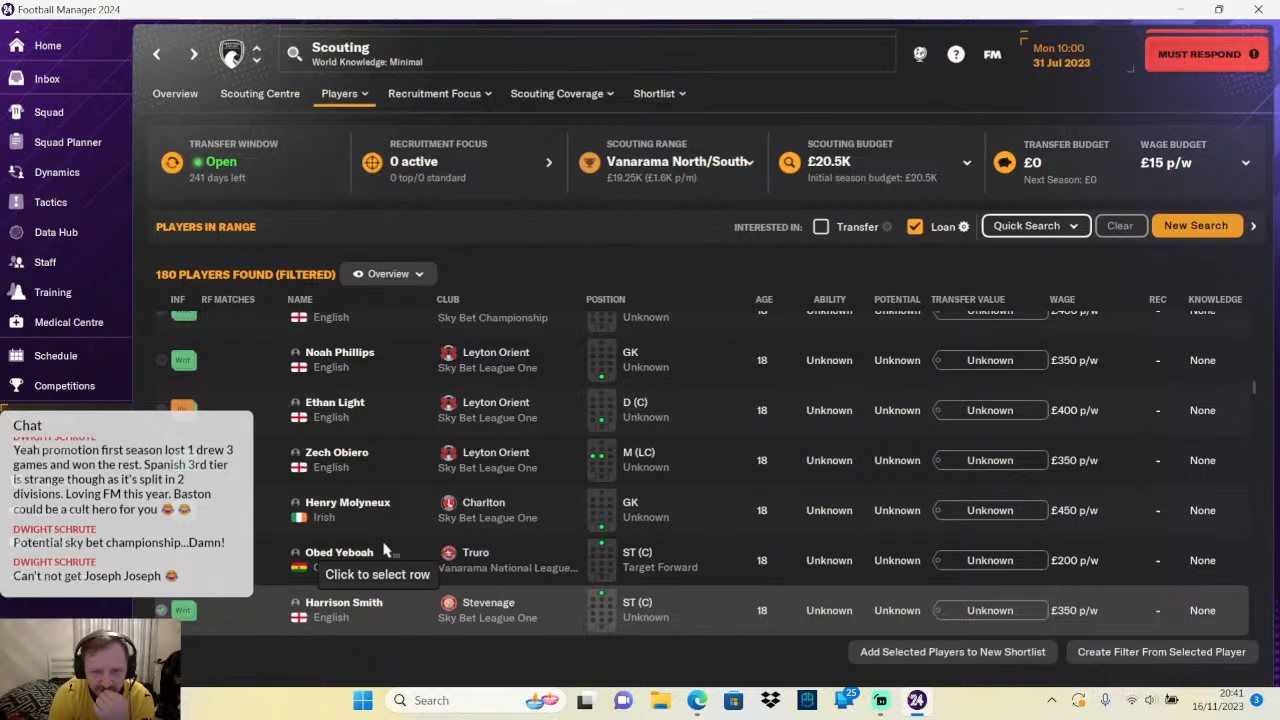 24 Football Manager 2024
Home
Inbox
Squad
Squad Planner
Dynamics
Tactics
Data Hub
Staff
Training
Medical Centre
Schedule
Competitions
Scouting
World Knowledge: Minimal
FM
Mon 10:00
31 Jul 2023
MUST RESPOND
Overview Scouting Centre Players Recruitment Focus Scouting Coverage Shortlist
TRANSFER WINDOW
Open
241 days left
RECRUITMENT FOCUS
0 active
0 top/0 standard
SCOUTING RANGE
Vanarama North/South
£19.25K (£1.6K p/m)
SCOUTING BUDGET
£20.5K
Initial season budget: £20.5K
TRANSFER BUDGET
£0
Next Season: £0
WAGE BUDGET
£15 p/w
PLAYERS IN RANGE
INTERESTED IN: Transfer Loan Quick Search Clear New Search
180 PLAYERS FOUND (FILTERED) Overview
INF RF MATCHES NAME CLUB POSITION AGE ABILITY POTENTIAL TRANSFER VALUE WAGE REC KNOWLEDGE
English Sky Bet Championship Unknown
Wnt Noah Phillips Leyton Orient GK 18 Unknown Unknown Unknown £350 p/w - None
English Sky Bet League One Unknown
Ethan Light Leyton Orient D (C) 18 Unknown Unknown Unknown £400 p/w - None
English Sky Bet League One Unknown
Zech Obiero Leyton Orient M (LC) 18 Unknown Unknown Unknown £350 p/w - None
English Sky Bet League One Unknown
Henry Molyneux Charlton GK 18 Unknown Unknown Unknown £450 p/w - None
Irish Sky Bet League One Unknown
Obed Yeboah Truro ST (C) 18 Unknown Unknown Unknown £200 p/w - None
Vanarama National League... Target Forward
Click to select row
Wnt Harrison Smith Stevenage ST (C) 18 Unknown Unknown Unknown £350 p/w - None
English Sky Bet League One Unknown
Add Selected Players to New Shortlist Create Filter From Selected Player
Chat
DWIGHT SCHRUTE
Yeah promotion first season lost 1 drew 3
games and won the rest. Spanish 3rd tier
is strange though as it's split in 2
divisions. Loving FM this year. Baston
could be a cult hero for you
DWIGHT SCHRUTE
Potential sky bet championship...Damn!
DWIGHT SCHRUTE
Can't not get Joseph Joseph
Search
25
24
20:41
16/11/2023
3